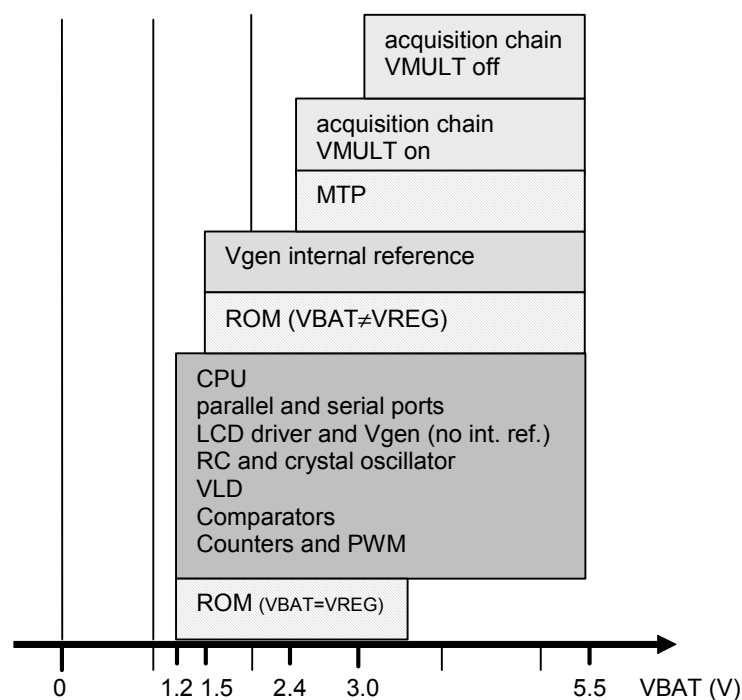 acquisition chain
VMULT off
acquisition chain
VMULT on
MTP
Vgen internal reference
ROM (VBAT≠VREG)
CPU
parallel and serial ports
LCD driver and Vgen (no int. ref.)
RC and crystal oscillator
VLD
Comparators
Counters and PWM
ROM (VBAT=VREG)
0 1.2 1.5 2.4 3.0 5.5 VBAT (V)